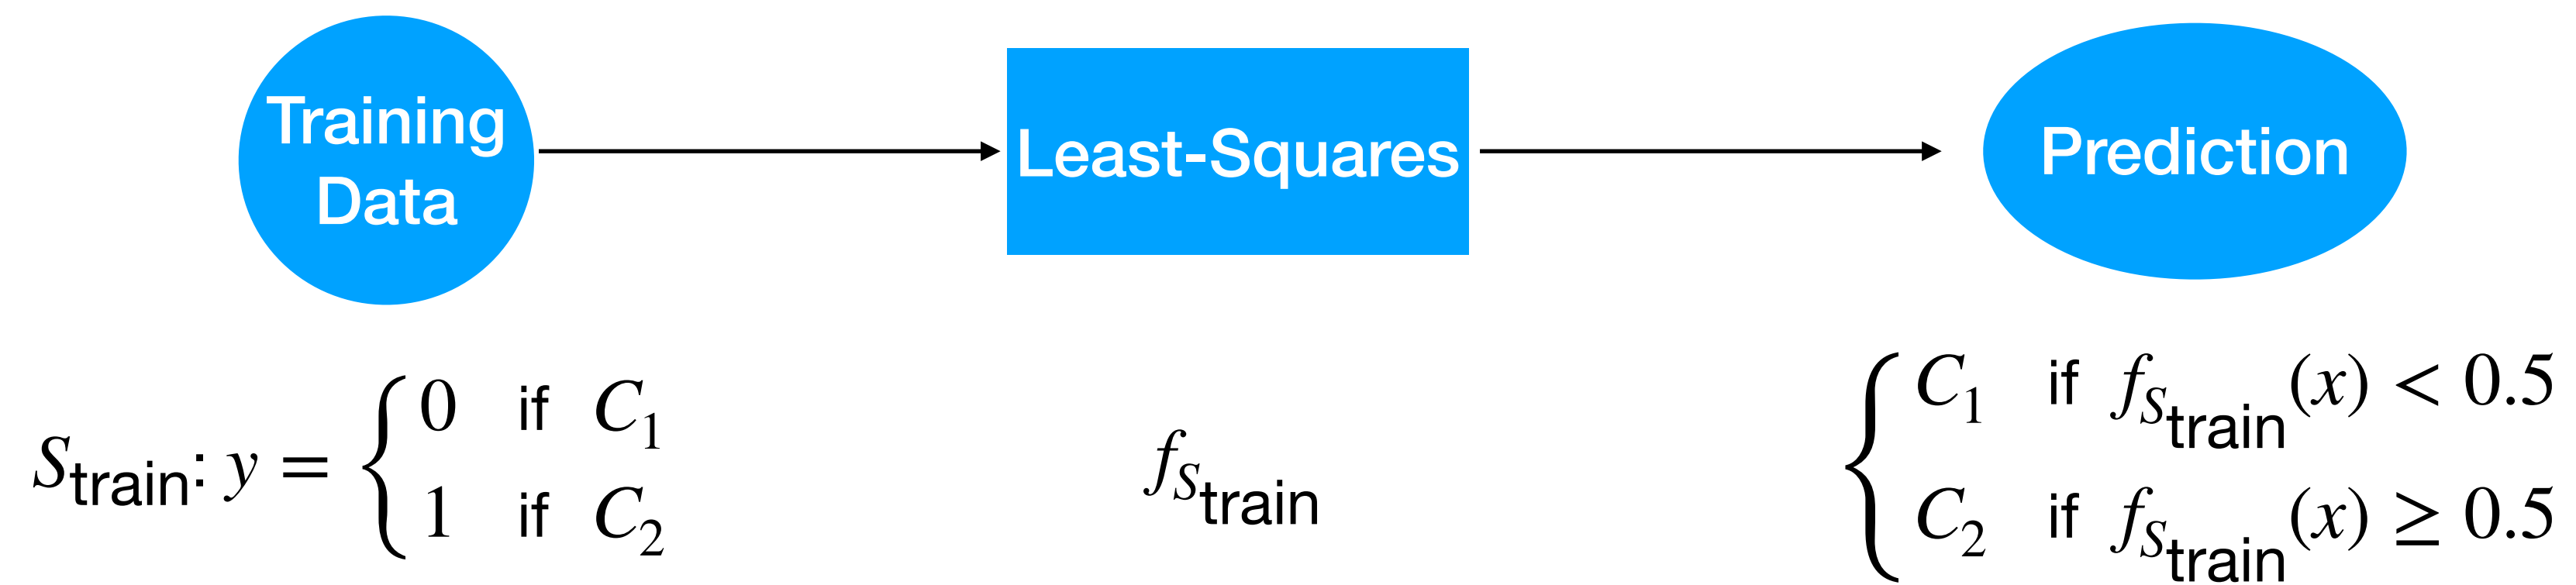 Training
Data
Least-Squares
Prediction
S_train: y = { 0 if C_1
1 if C_2
f_{S_train}
{ C_1 if f_{S_train}(x) < 0.5
C_2 if f_{S_train}(x) ≥ 0.5